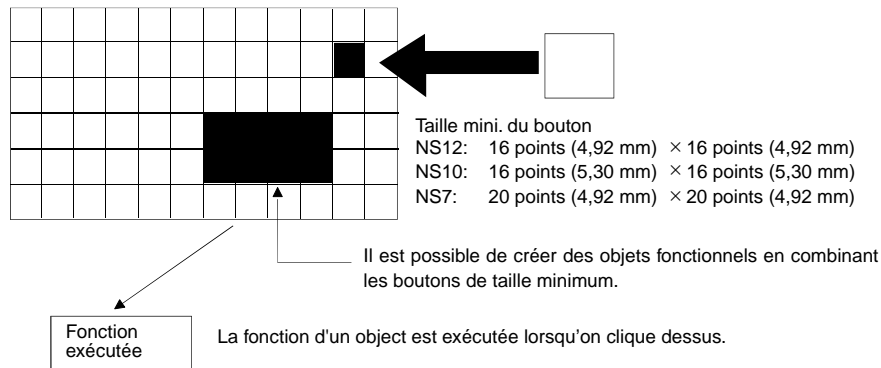 Taille mini. du bouton
NS12: 16 points (4,92 mm) × 16 points (4,92 mm)
NS10: 16 points (5,30 mm) × 16 points (5,30 mm)
NS7: 20 points (4,92 mm) × 20 points (4,92 mm)
Il est possible de créer des objets fonctionnels en combinant
les boutons de taille minimum.
Fonction
exécutée
La fonction d'un object est exécutée lorsqu'on clique dessus.